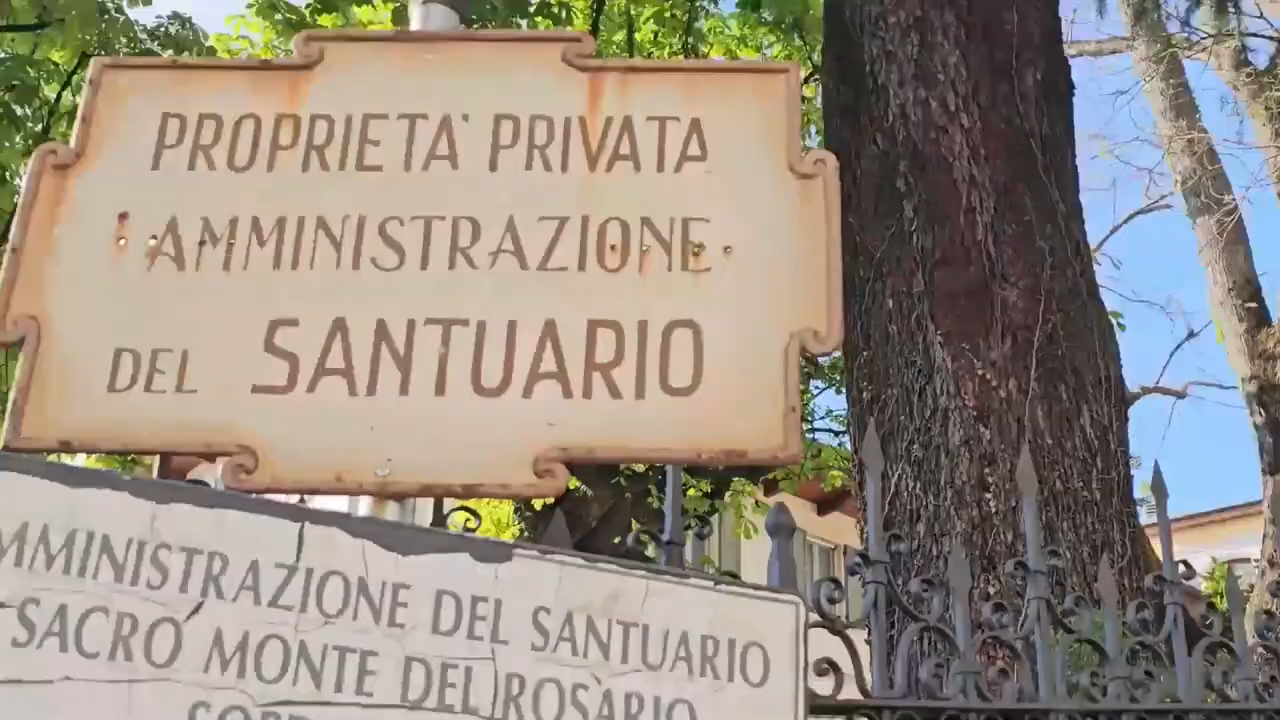 PROPRIETA' PRIVATA
AMMINISTRAZIONE
DEL SANTUARIO
MMINISTRAZIONE DEL SANTUARIO
SACRO MONTE DEL ROSARIO